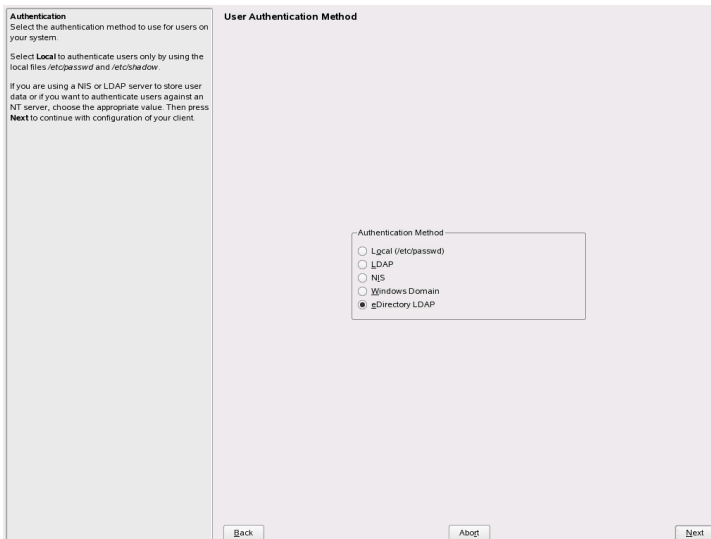 Authentication
Select the authentication method to use for users on
your system.
Select Local to authenticate users only by using the
local files /etc/passwd and /etc/shadow.
If you are using a NIS or LDAP server to store user
data or if you want to authenticate users against an
NT server, choose the appropriate value. Then press
Next to continue with configuration of your client.
User Authentication Method
Authentication Method
Local (/etc/passwd)
LDAP
NIS
Windows Domain
eDirectory LDAP
Back
Abort
Next